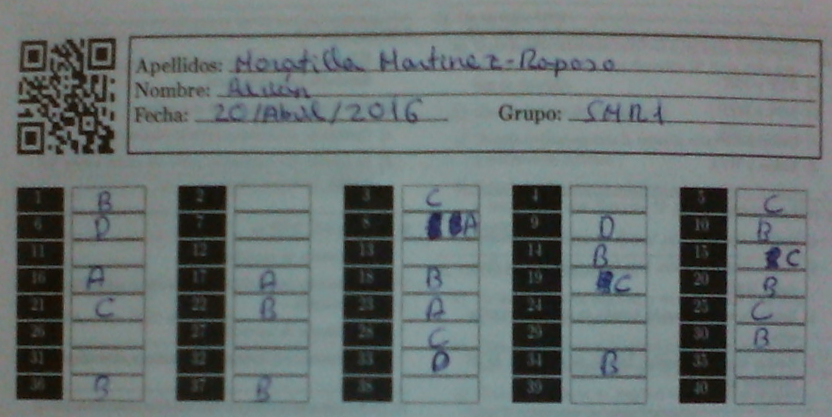 Apellidos: Moratilla Martinez-Raposo
Nombre:
Fecha: 20/Abril/2016 Grupo: SMR1
1 B 2 3 C 4 5 C
6 D 7 8 A 9 D 10 B
11 12 13 14 B 15 C
16 A 17 A 18 B 19 C 20 B
21 C 22 B 23 A 24 25 C
26 27 28 C 29 30 B
31 32 33 D 34 B 35
36 B 37 B 38 39 40